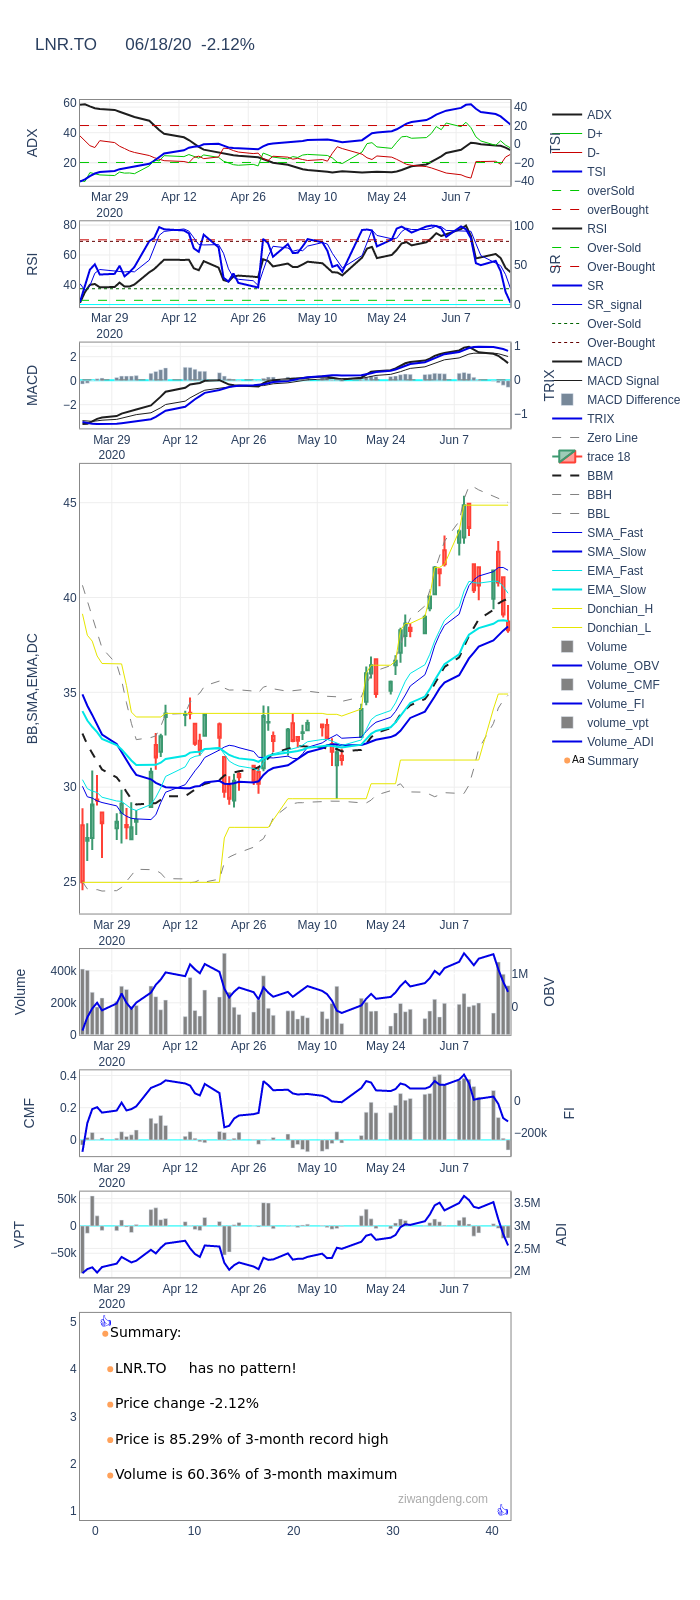 LNR.TO 06/18/20 -2.12%
ADX
60
40
20
40
20
0
−20
−40
TSI
Mar 29 Apr 12 Apr 26 May 10 May 24 Jun 7
2020
RSI
80
60
40
100
50
0
SR
Mar 29 Apr 12 Apr 26 May 10 May 24 Jun 7
2020
MACD
2
0
−2
1
0
−1
TRIX
Mar 29 Apr 12 Apr 26 May 10 May 24 Jun 7
2020
BB,SMA,EMA,DC
45
40
35
30
25
Mar 29 Apr 12 Apr 26 May 10 May 24 Jun 7
2020
Volume
400k
200k
0
1M
0
OBV
Mar 29 Apr 12 Apr 26 May 10 May 24 Jun 7
2020
CMF
0.4
0.2
0
0
−200k
FI
Mar 29 Apr 12 Apr 26 May 10 May 24 Jun 7
2020
VPT
50k
0
−50k
3.5M
3M
2.5M
2M
ADI
Mar 29 Apr 12 Apr 26 May 10 May 24 Jun 7
2020
5
4
3
2
1
👍
Summary:
LNR.TO has no pattern!
Price change -2.12%
Price is 85.29% of 3-month record high
Volume is 60.36% of 3-month maximum
ziwangdeng.com
👍
0 10 20 30 40
ADX
D+
D-
TSI
overSold
overBought
RSI
Over-Sold
Over-Bought
SR
SR_signal
Over-Sold
Over-Bought
MACD
MACD Signal
MACD Difference
TRIX
Zero Line
trace 18
BBM
BBH
BBL
SMA_Fast
SMA_Slow
EMA_Fast
EMA_Slow
Donchian_H
Donchian_L
Volume
Volume_OBV
Volume_CMF
Volume_FI
volume_vpt
Volume_ADI
Aa Summary